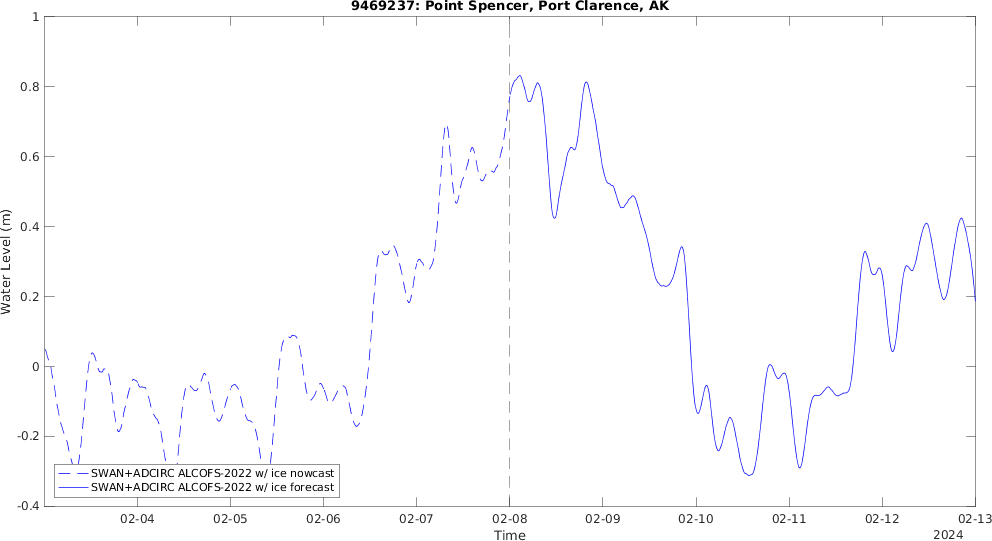 9469237: Point Spencer, Port Clarence, AK
1
0.8
0.6
0.4
0.2
0
-0.2
-0.4
Water Level (m)
SWAN+ADCIRC ALCOFS-2022 w/ ice nowcast
SWAN+ADCIRC ALCOFS-2022 w/ ice forecast
02-04 02-05 02-06 02-07 02-08 02-09 02-10 02-11 02-12 02-13
Time
2024